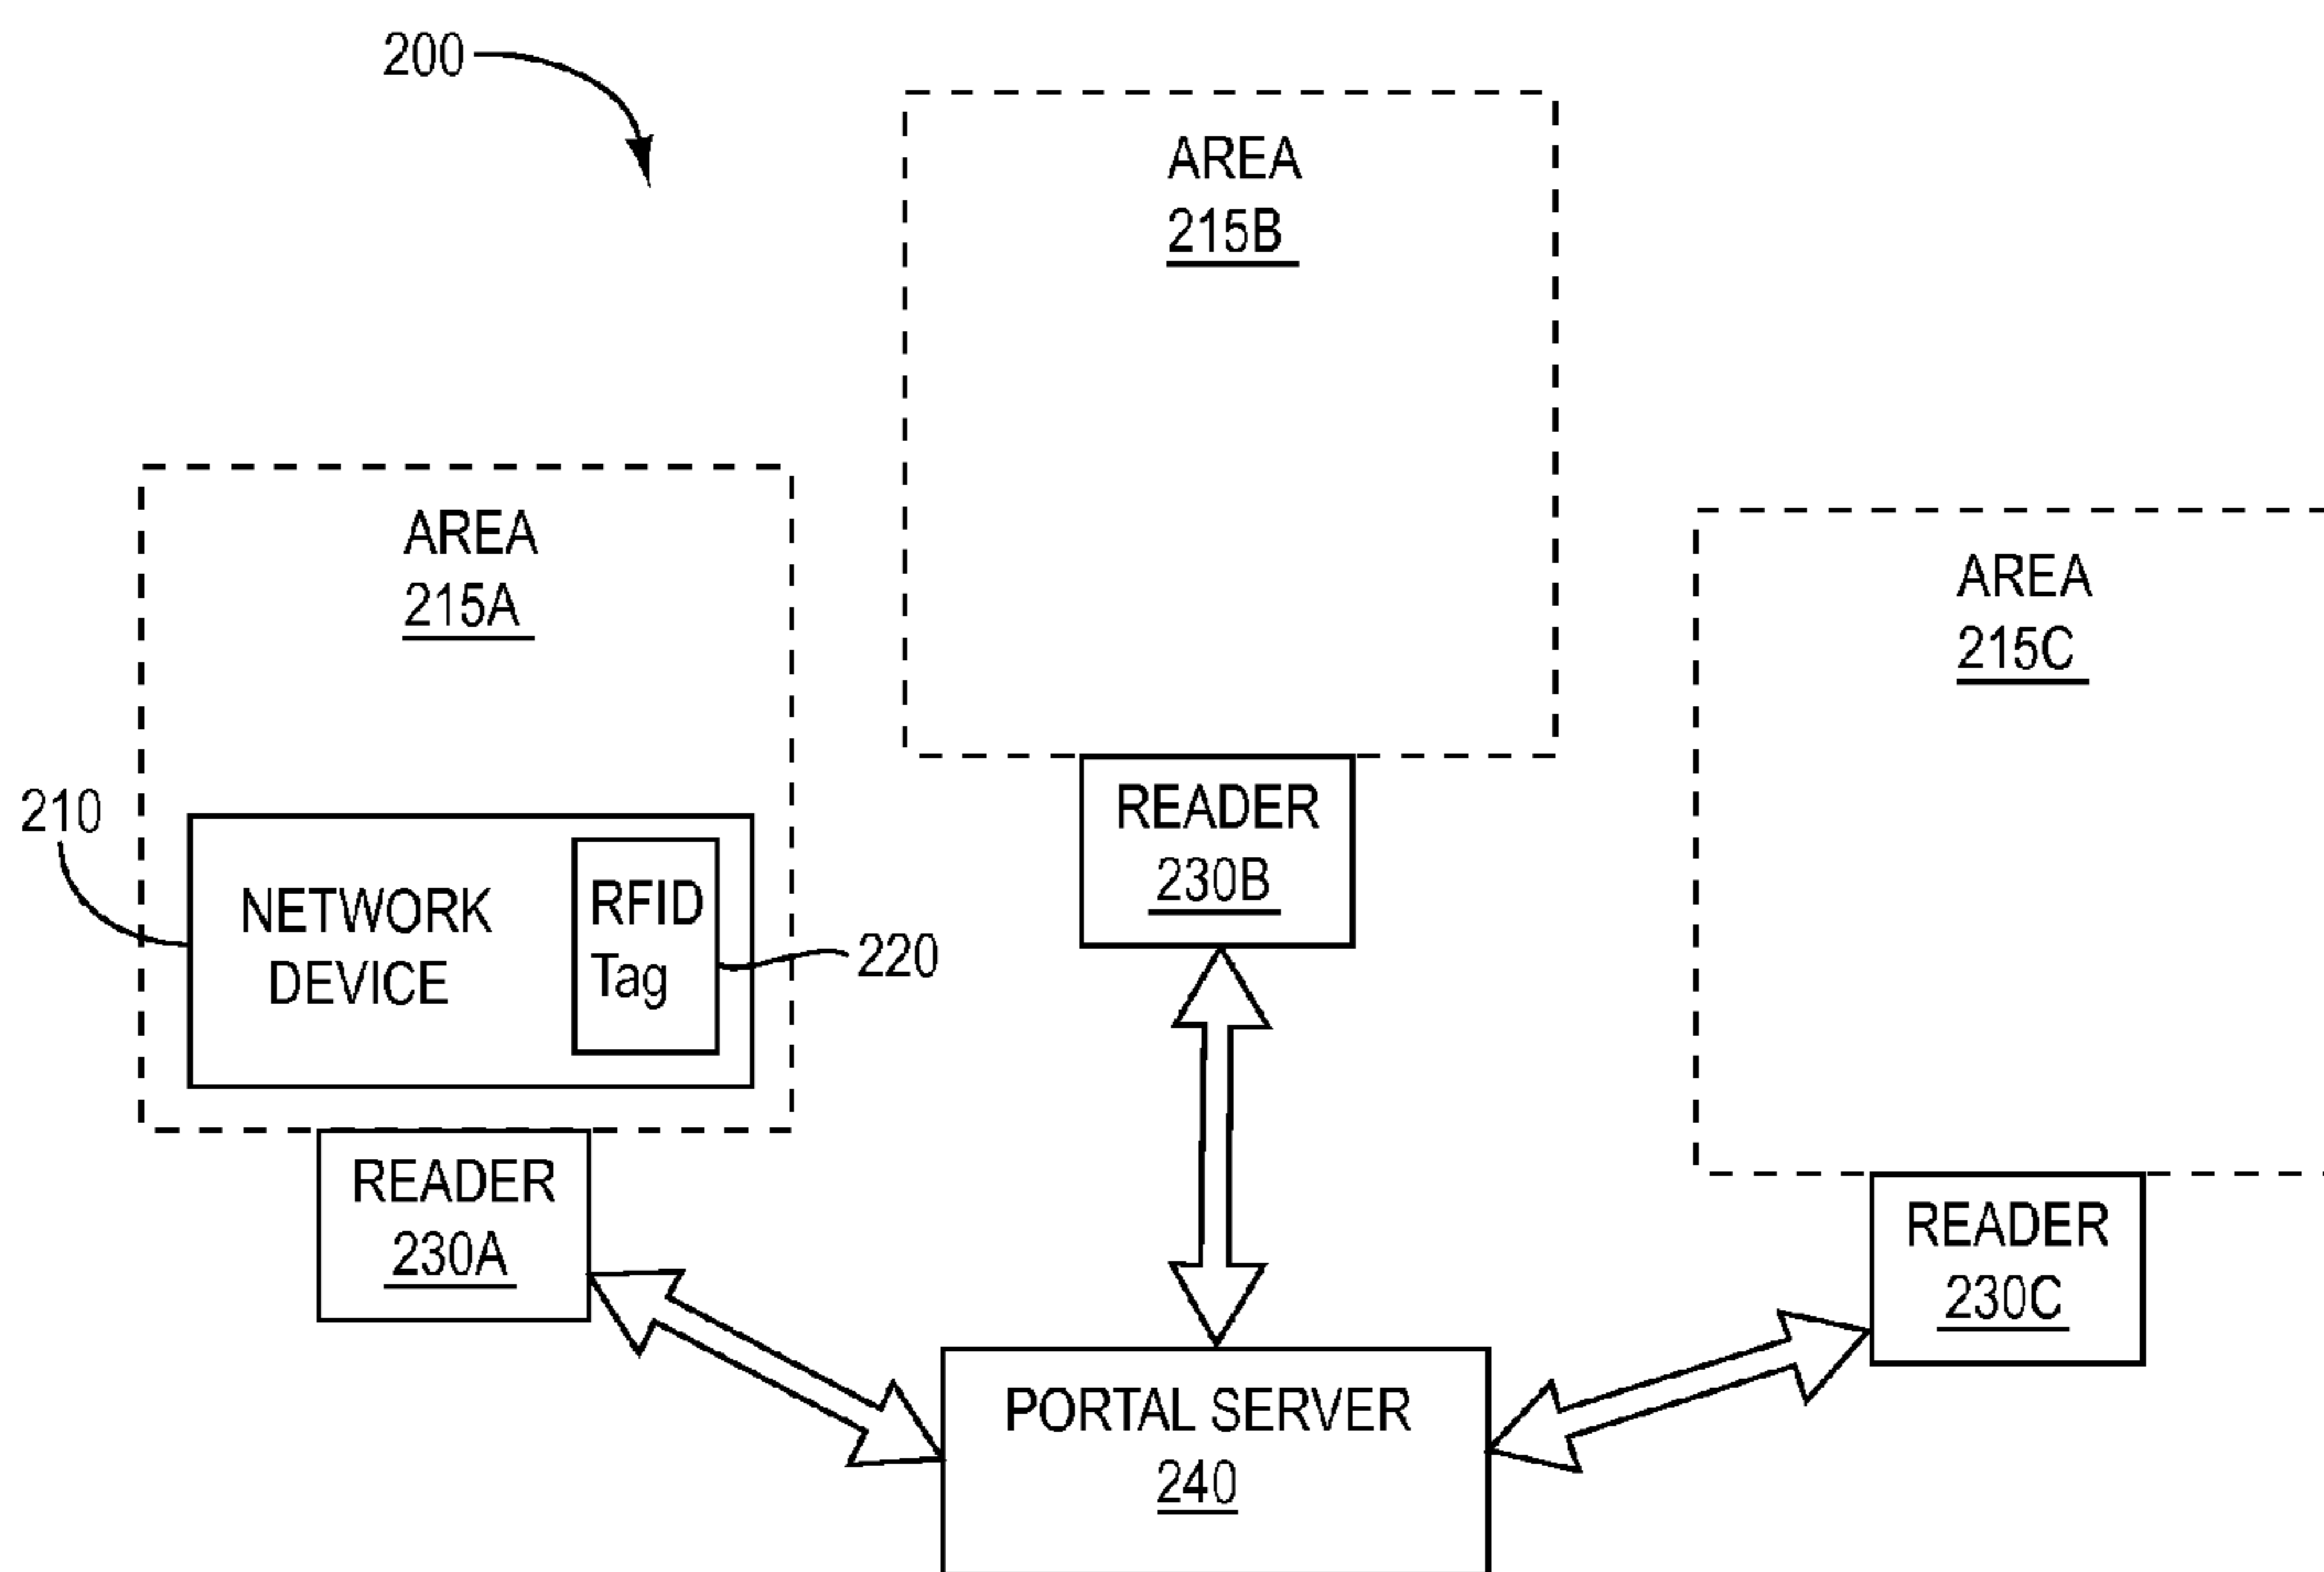 200
AREA
215B
AREA
215A
AREA
215C
210
NETWORK
DEVICE
RFID
Tag
220
READER
230B
READER
230A
READER
230C
PORTAL SERVER
240